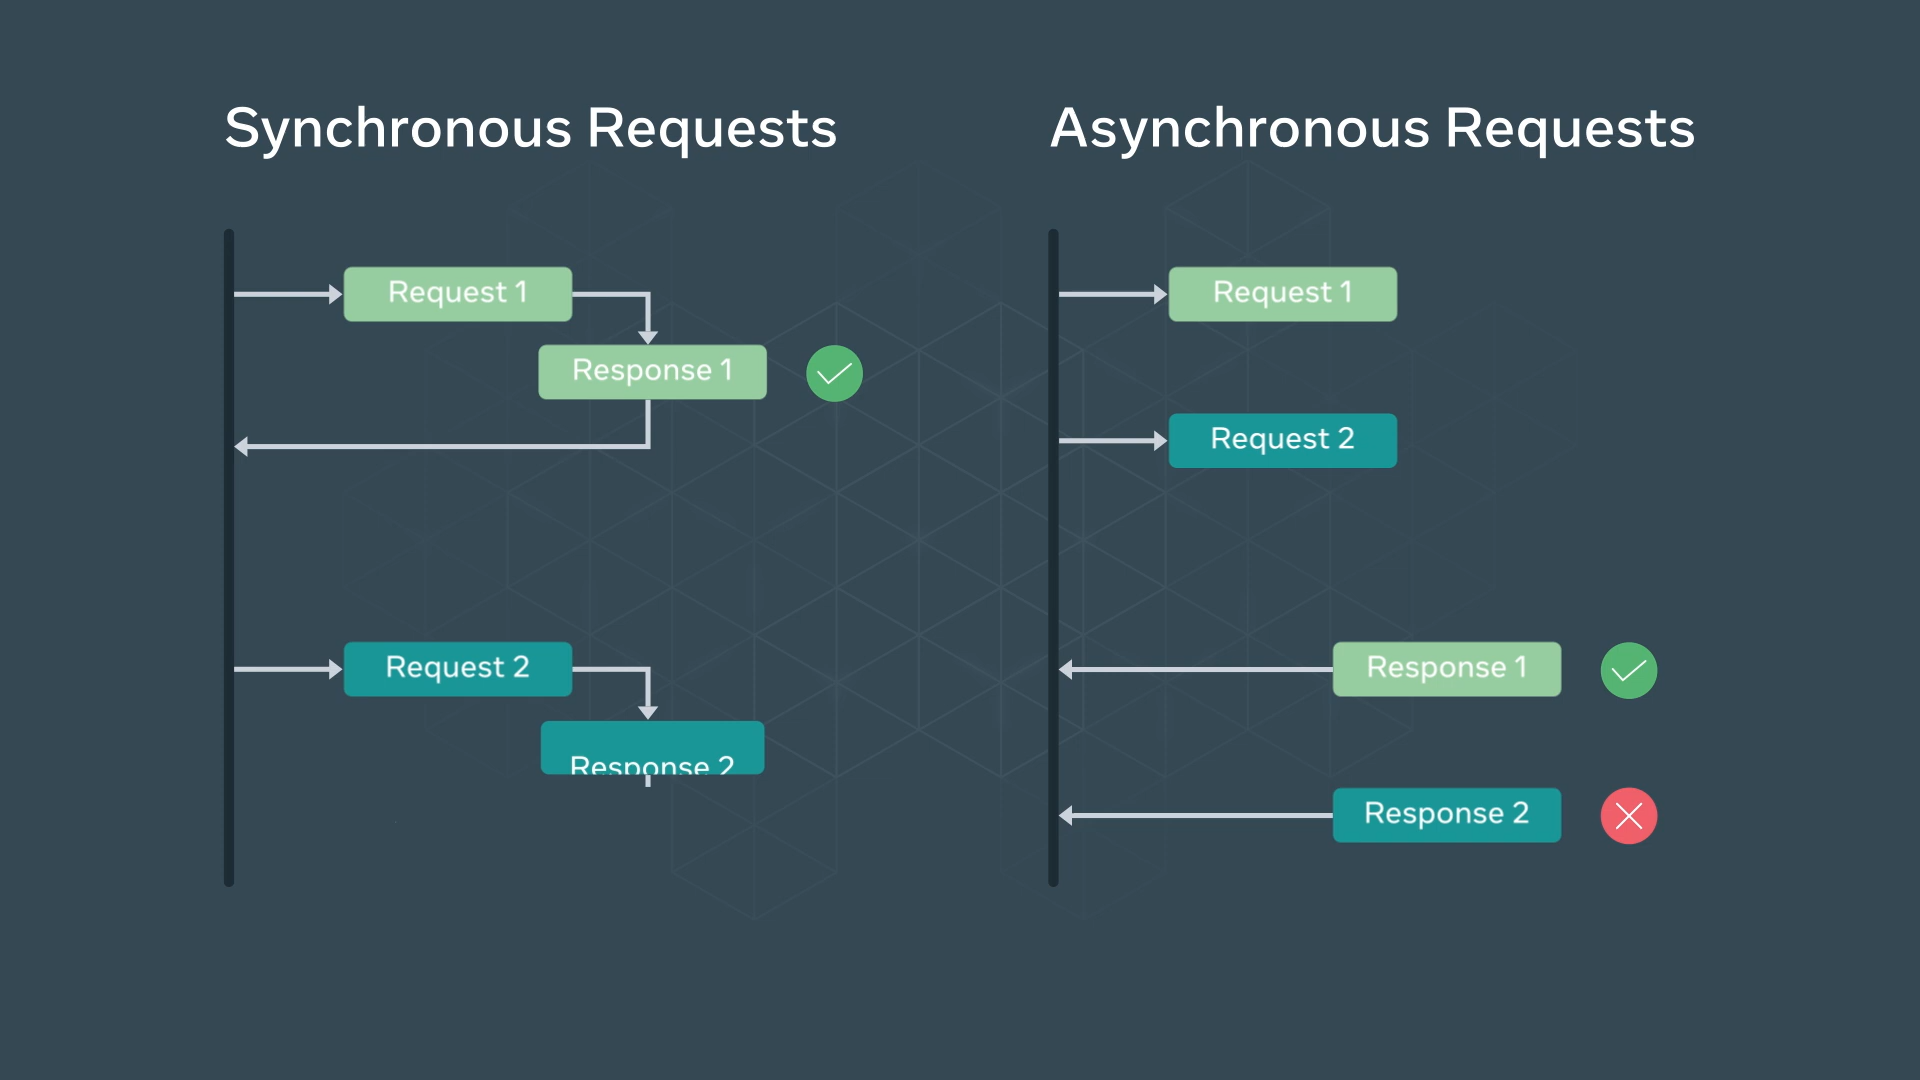 Synchronous Requests
Request 1
Response 1
Request 2
Response 2
Asynchronous Requests
Request 1
Request 2
Response 1
Response 2